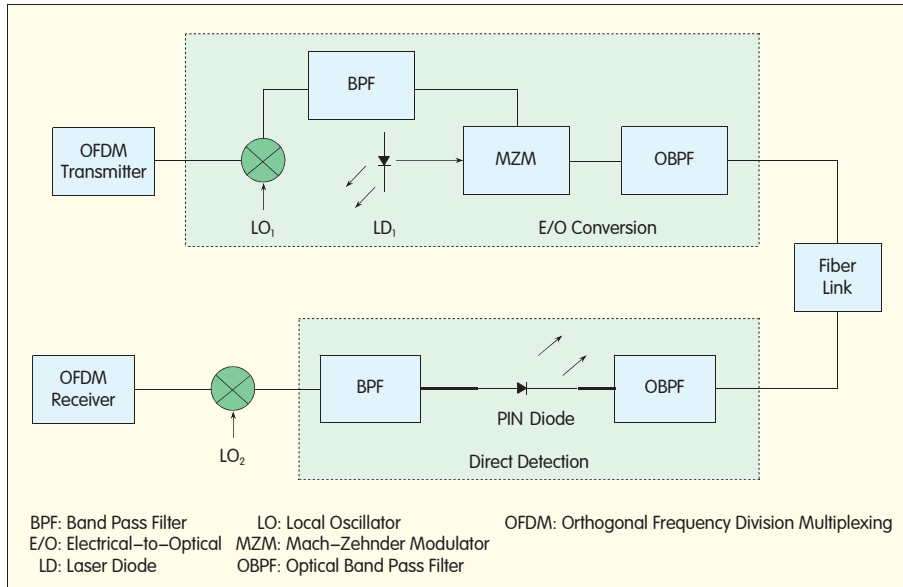 BPF
OFDM
Transmitter
MZM
OBPF
LO₁
LD₁
E/O Conversion
Fiber
Link
OFDM
Receiver
BPF
OBPF
PIN Diode
LO₂
Direct Detection
BPF: Band Pass Filter LO: Local Oscillator OFDM: Orthogonal Frequency Division Multiplexing
E/O: Electrical–to–Optical MZM: Mach–Zehnder Modulator
LD: Laser Diode OBPF: Optical Band Pass Filter